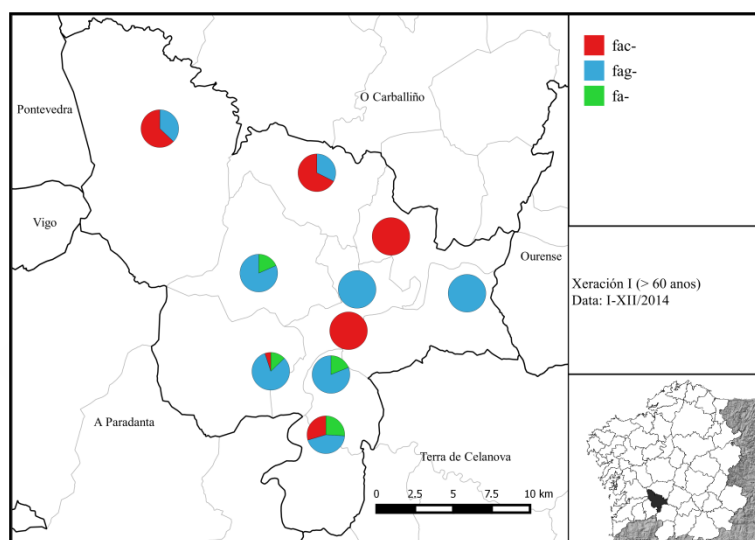 fac-
fag-
fa-
Pontevedra
O Carballiño
Vigo
Ourense
Xeración I (> 60 anos)
Data: I-XII/2014
A Paradanta
Terra de Celanova
0 2.5 5 7.5 10 km